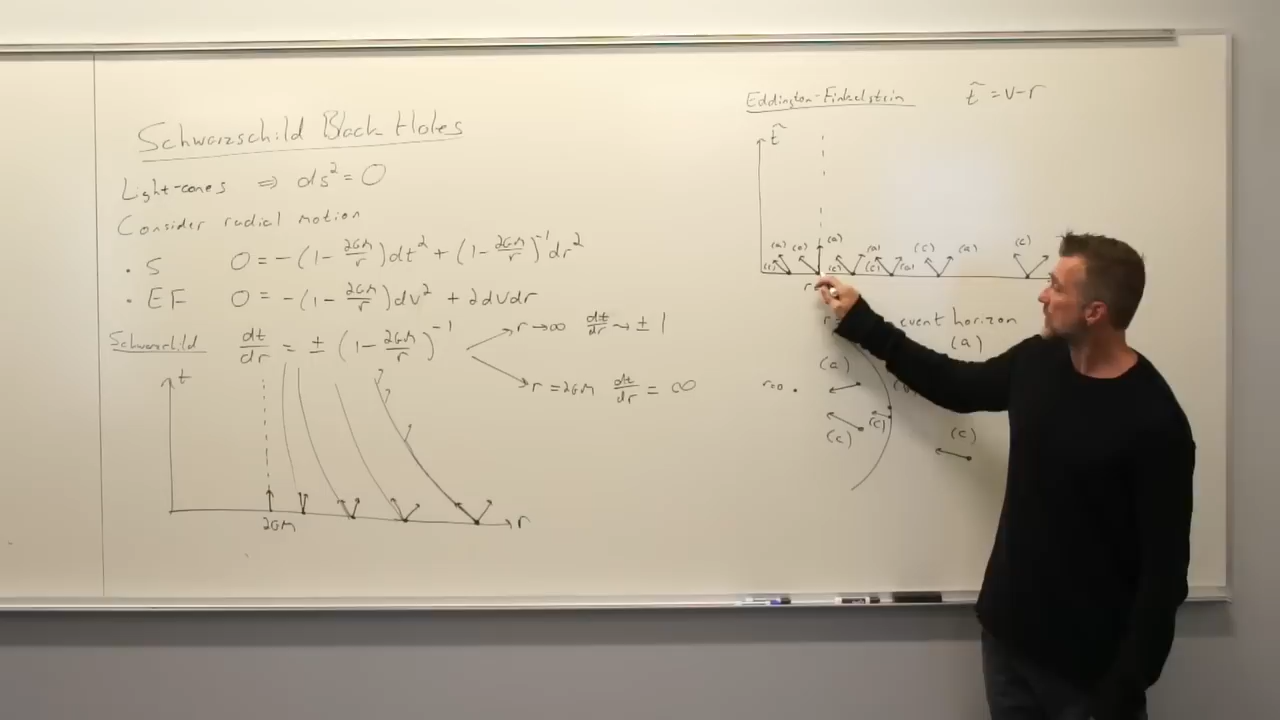 Schwarzschild Black Holes
Light-cones ⇒ ds² = 0
Consider radial motion
• S 0 = -(1 - 2GM/r)dt² + (1 - 2GM/r)⁻¹dr²
• EF 0 = -(1 - 2GM/r)dv² + 2dvdr
Schwarzschild dt/dr = ± (1 - 2GM/r)⁻¹
r → ∞ dt/dr → ± 1
r = 2GM dt/dr = ∞
t
2GM
r
Eddington-Finkelstein t̃ = v - r
t̃
(a) (a) (a) (a) (c) (a) (c)
(c) (c) (c) (a)
r
r = event horizon
(a)
(a)
r=0
(c) (c) (c)